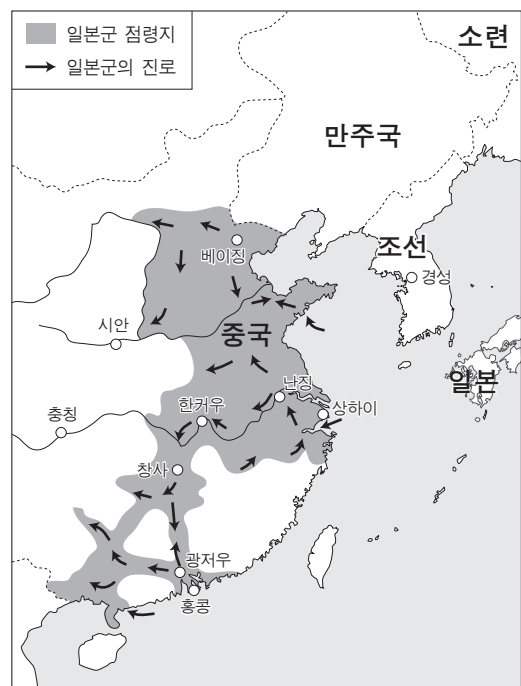 일본군 점령지
일본군의 진로
소련
만주국
조선
베이징
경성
시안
중국
일본
난징
한커우
상하이
충칭
창사
광저우
홍콩